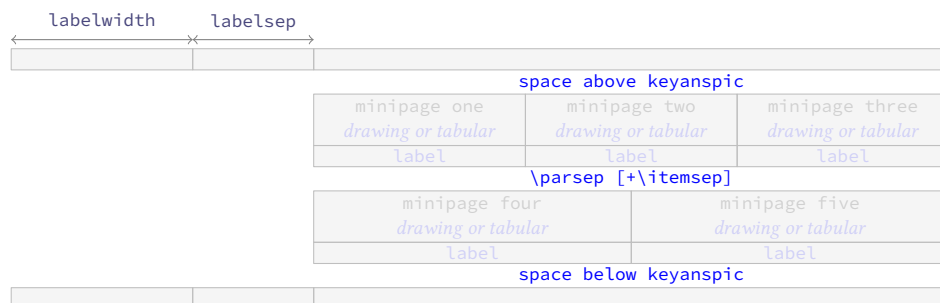 labelwidth labelsep
space above keyanspic
minipage one minipage two minipage three
drawing or tabular drawing or tabular drawing or tabular
label label label
\parsep [+\itemsep]
minipage four minipage five
drawing or tabular drawing or tabular
label label
space below keyanspic